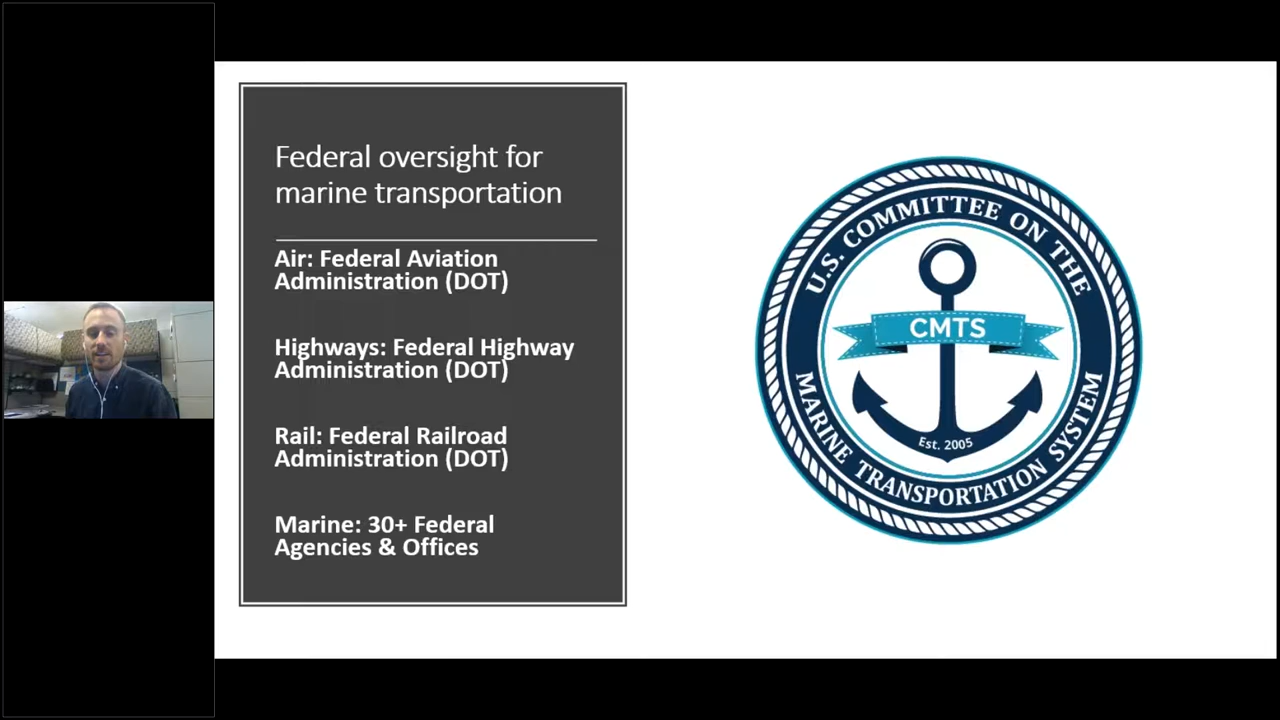 Federal oversight for
marine transportation
Air: Federal Aviation
Administration (DOT)
Highways: Federal Highway
Administration (DOT)
Rail: Federal Railroad
Administration (DOT)
Marine: 30+ Federal
Agencies & Offices
U.S. COMMITTEE ON THE
CMTS
Est. 2005
MARINE TRANSPORTATION SYSTEM